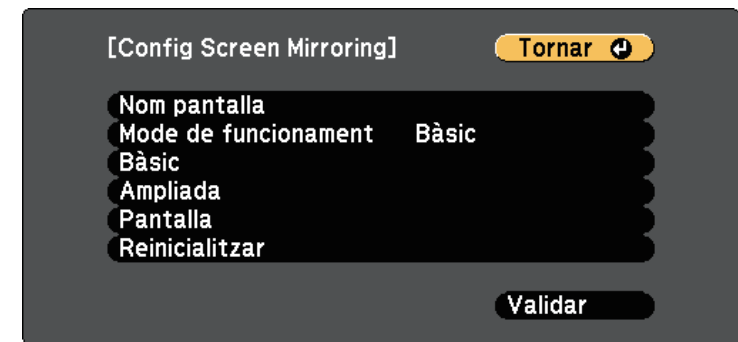 [Config Screen Mirroring] Tornar
Nom pantalla
Mode de funcionament Bàsic
Bàsic
Ampliada
Pantalla
Reinicialitzar
Validar